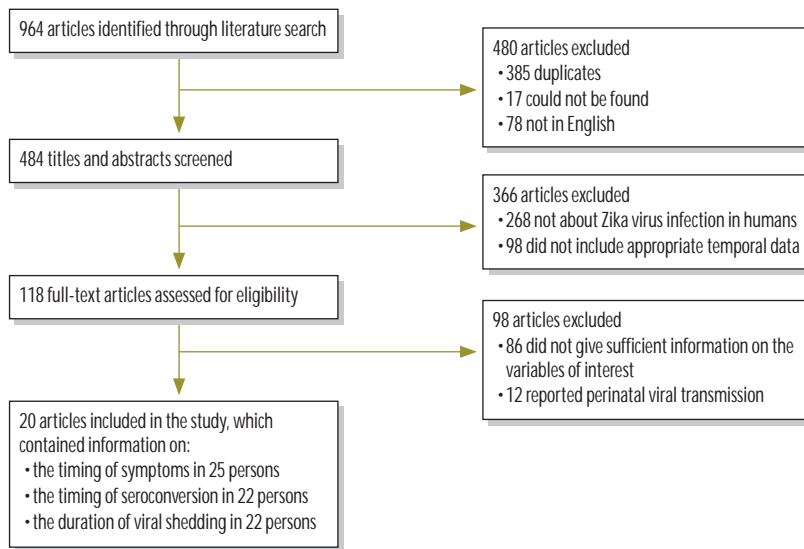 964 articles identified through literature search
480 articles excluded
• 385 duplicates
• 17 could not be found
• 78 not in English
484 titles and abstracts screened
366 articles excluded
• 268 not about Zika virus infection in humans
• 98 did not include appropriate temporal data
118 full-text articles assessed for eligibility
98 articles excluded
• 86 did not give sufficient information on the
variables of interest
• 12 reported perinatal viral transmission
20 articles included in the study, which
contained information on:
• the timing of symptoms in 25 persons
• the timing of seroconversion in 22 persons
• the duration of viral shedding in 22 persons